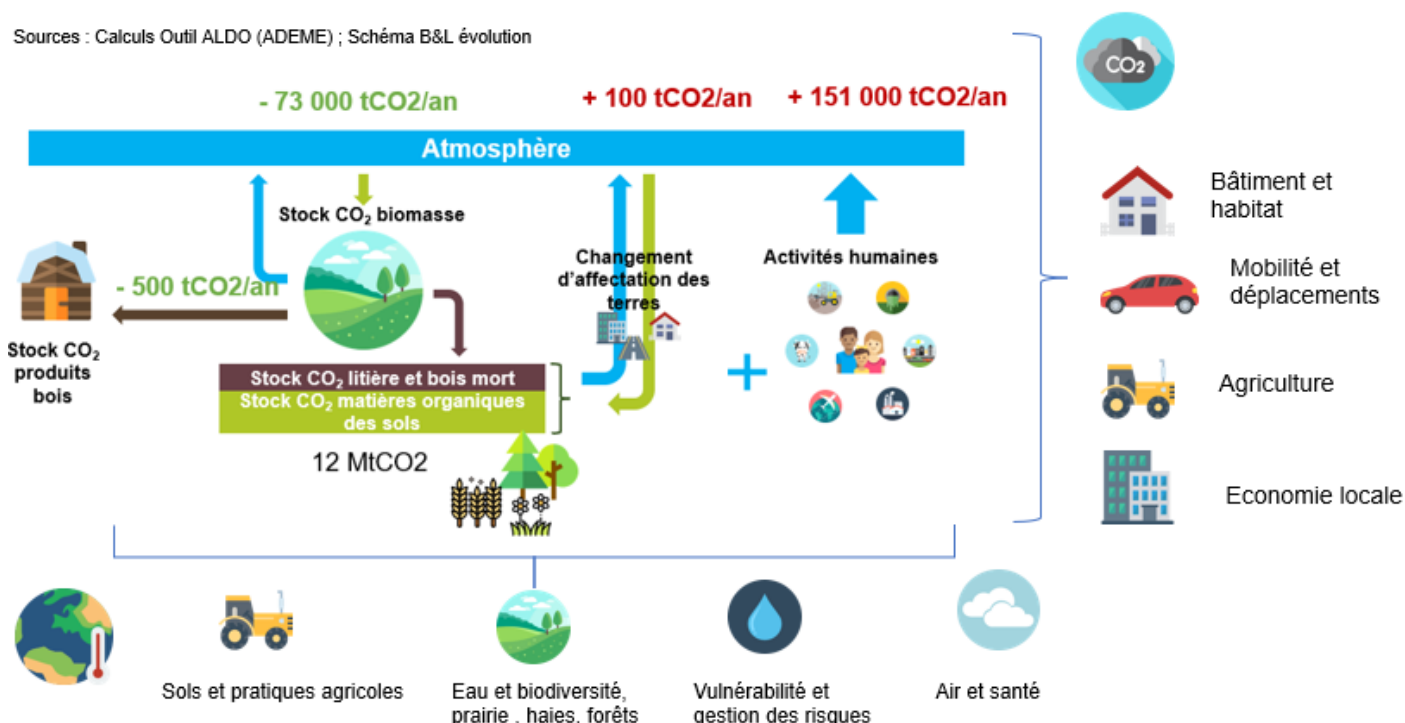 Sources : Calculs Outil ALDO (ADEME) ; Schéma B&L évolution
CO2
- 73 000 tCO2/an
+ 100 tCO2/an
+ 151 000 tCO2/an
Atmosphère
Stock CO₂ biomasse
- 500 tCO2/an
Stock CO₂
produits
bois
Changement
d'affectation des
terres
Activités humaines
Stock CO₂ litière et bois mort
Stock CO₂ matières organiques
des sols
12 MtCO2
+
Bâtiment et
habitat
Mobilité et
déplacements
Agriculture
Economie locale
Sols et pratiques agricoles
Eau et biodiversité,
prairie , haies, forêts
Vulnérabilité et
gestion des risques
Air et santé